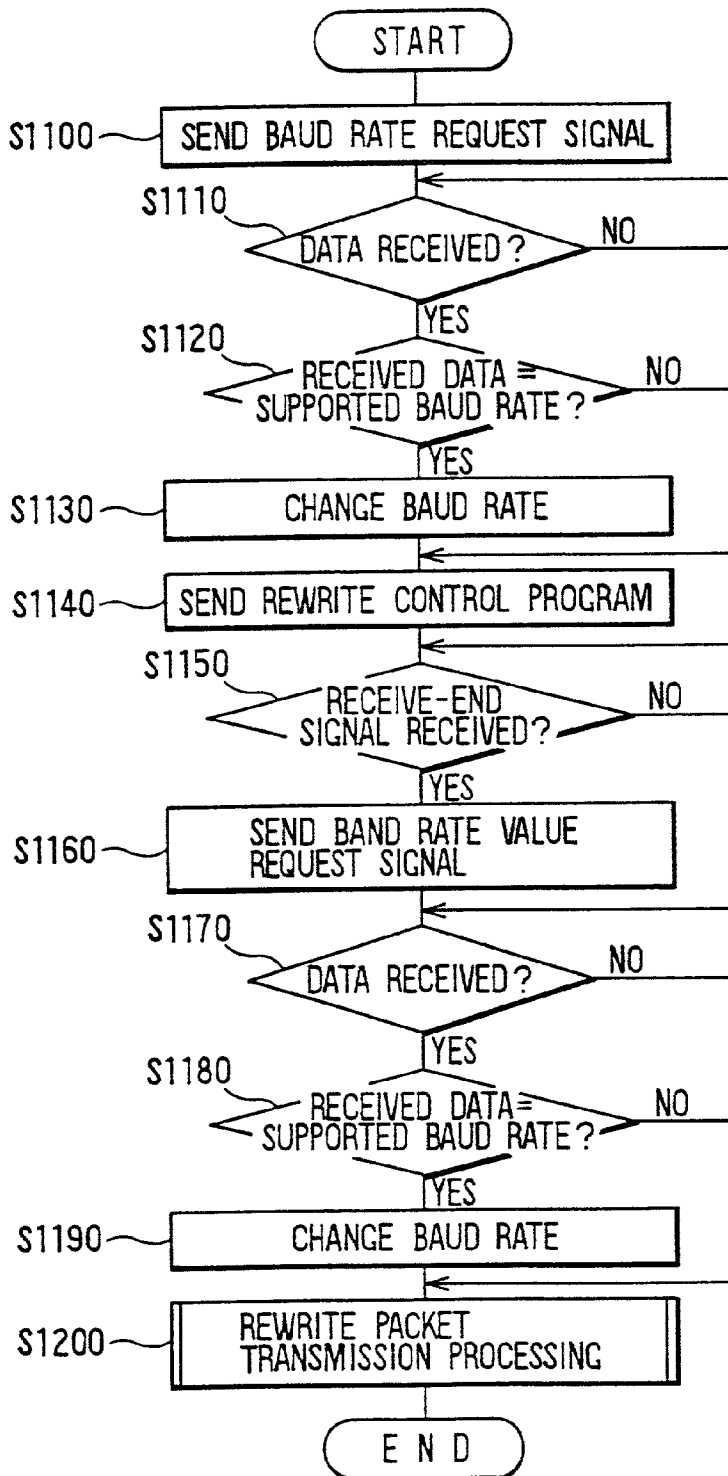 START
S1100
SEND BAUD RATE REQUEST SIGNAL
S1110
DATA RECEIVED?
NO
YES
S1120
RECEIVED DATA =
SUPPORTED BAUD RATE?
NO
YES
S1130
CHANGE BAUD RATE
S1140
SEND REWRITE CONTROL PROGRAM
S1150
RECEIVE-END
SIGNAL RECEIVED?
NO
YES
S1160
SEND BAND RATE VALUE
REQUEST SIGNAL
S1170
DATA RECEIVED?
NO
YES
S1180
RECEIVED DATA=
SUPPORTED BAUD RATE?
NO
YES
S1190
CHANGE BAUD RATE
S1200
REWRITE PACKET
TRANSMISSION PROCESSING
END